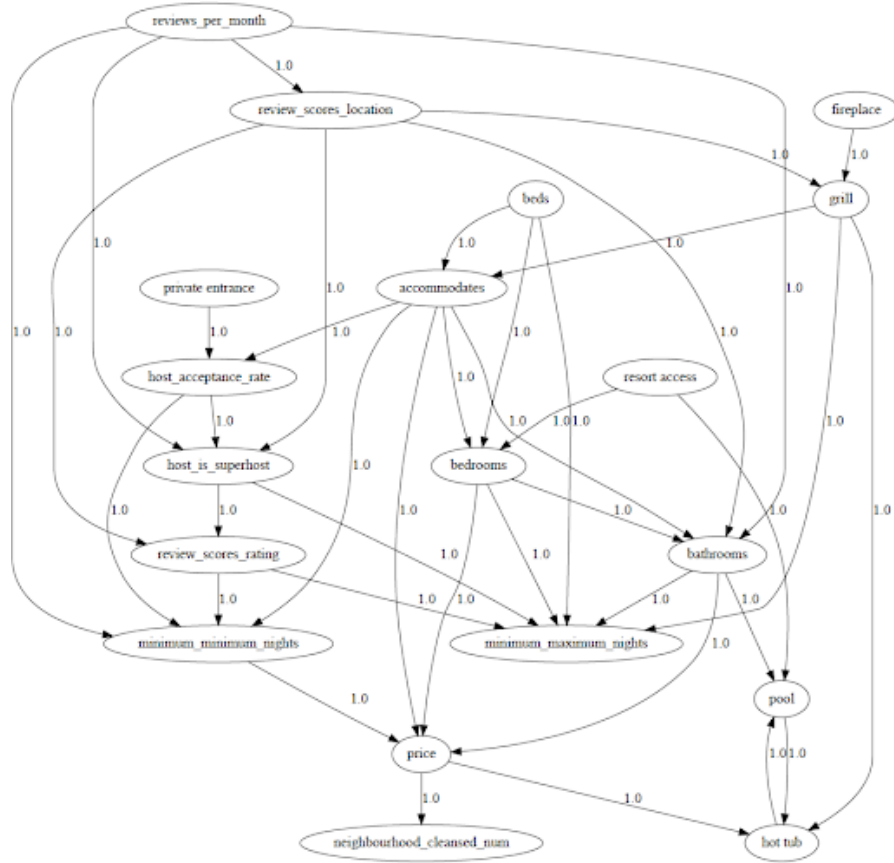 reviews_per_month
1.0
review_scores_location
fireplace
1.0
1.0
beds
grill
1.0
1.0
1.0
1.0
private entrance
accommodates
1.0
1.0
1.0
1.0
1.0
1.0
1.0
host_acceptance_rate
1.0
resort access
1.0
1.0
1.0
1.0
1.0
1.0
host_is_superhost
bedrooms
1.0
1.0
1.0
1.0
1.0
1.0
review_scores_rating
1.0
1.0
bathrooms
1.0
1.0
1.0
1.0
1.0
minimum_minimum_nights
minimum_maximum_nights
1.0
1.0
pool
price
1.0
1.0
1.0
1.0
neighbourhood_cleansed_num
hot tub